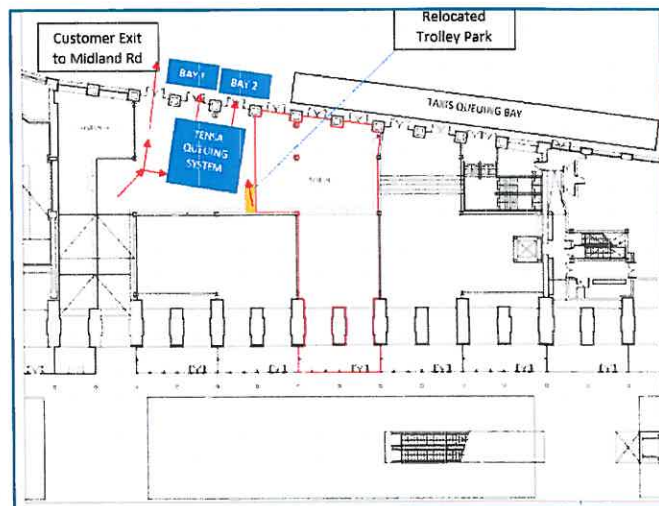 Relocated
Trolley Park
Customer Exit
to Midland Rd
BAY 1
BAY 2
TAXIS QUEUING BAY
TENSA
QUEUING
SYSTEM